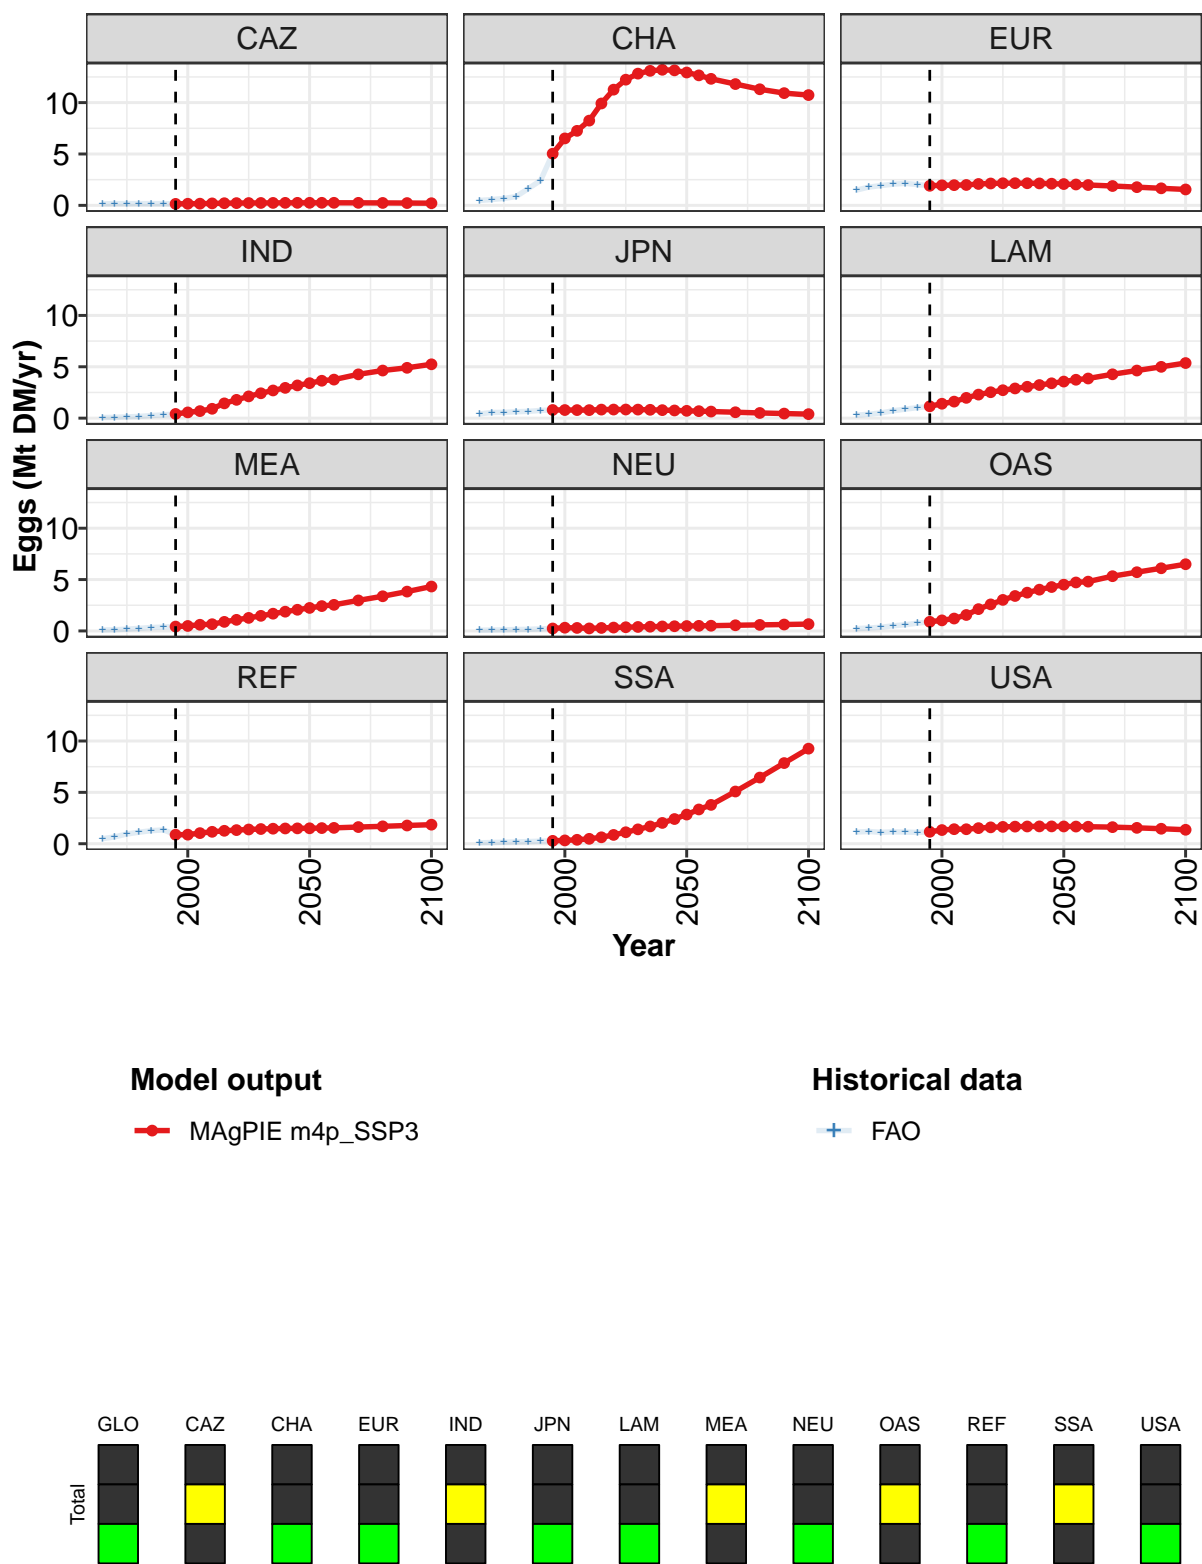 CAZ CHA EUR
10
5
0
IND JPN LAM
10
5
0
MEA NEU OAS
10
5
0
REF SSA USA
10
5
0
Eggs (Mt DM/yr)
2000 2050 2100 2000 2050 2100 2000 2050 2100
Year
Model output Historical data
MAgPIE m4p_SSP3 FAO
GLO CAZ CHA EUR IND JPN LAM MEA NEU OAS REF SSA USA
Total